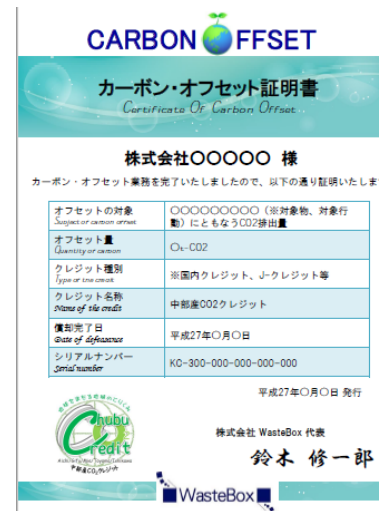 CARBON OFFSET
カーボン・オフセット証明書
Certificate Of Carbon Offset
株式会社〇〇〇〇〇 様
カーボン・オフセット業務を完了いたしましたので、以下の通り証明いたしま
オフセットの対象
〇〇〇〇〇〇〇〇〇（※対象物、対象行
動）にともなうCO2排出量
オフセット量
Quantity of carbon
〇t-CO2
クレジット種別
Type of the credit
※国内クレジット、J-クレジット等
クレジット名称
Name of the credit
中部産CO2クレジット
償却完了日
Date of defeasance
平成27年〇月〇日
シリアルナンバー
Serial number
KC-300-000-000-000-000
平成27年〇月〇日 発行
Chubu
Credit
中部産CO2クレジット
株式会社 WasteBox 代表
鈴木 修一郎
WasteBox